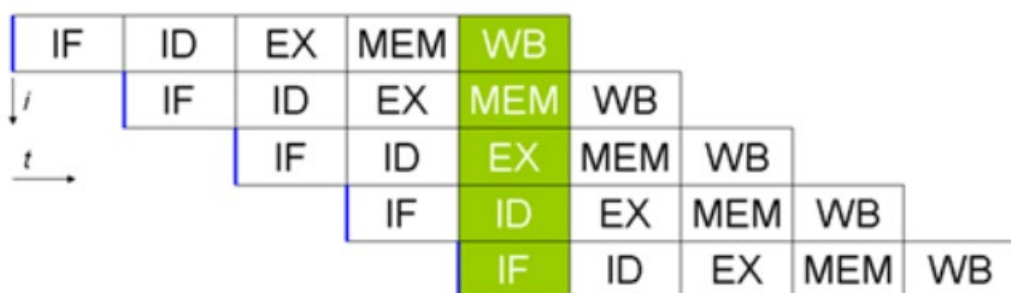 IF ID EX MEM WB
i IF ID EX MEM WB
t IF ID EX MEM WB
IF ID EX MEM WB
IF ID EX MEM WB